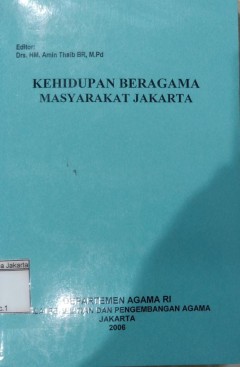 Editor:
Drs. HM. Amin Thaib BR, M.Pd
KEHIDUPAN BERAGAMA
MASYARAKAT JAKARTA
a Jakarta
DEPARTEMEN AGAMA RI
DAN PENGEMBANGAN AGAMA
JAKARTA
2006